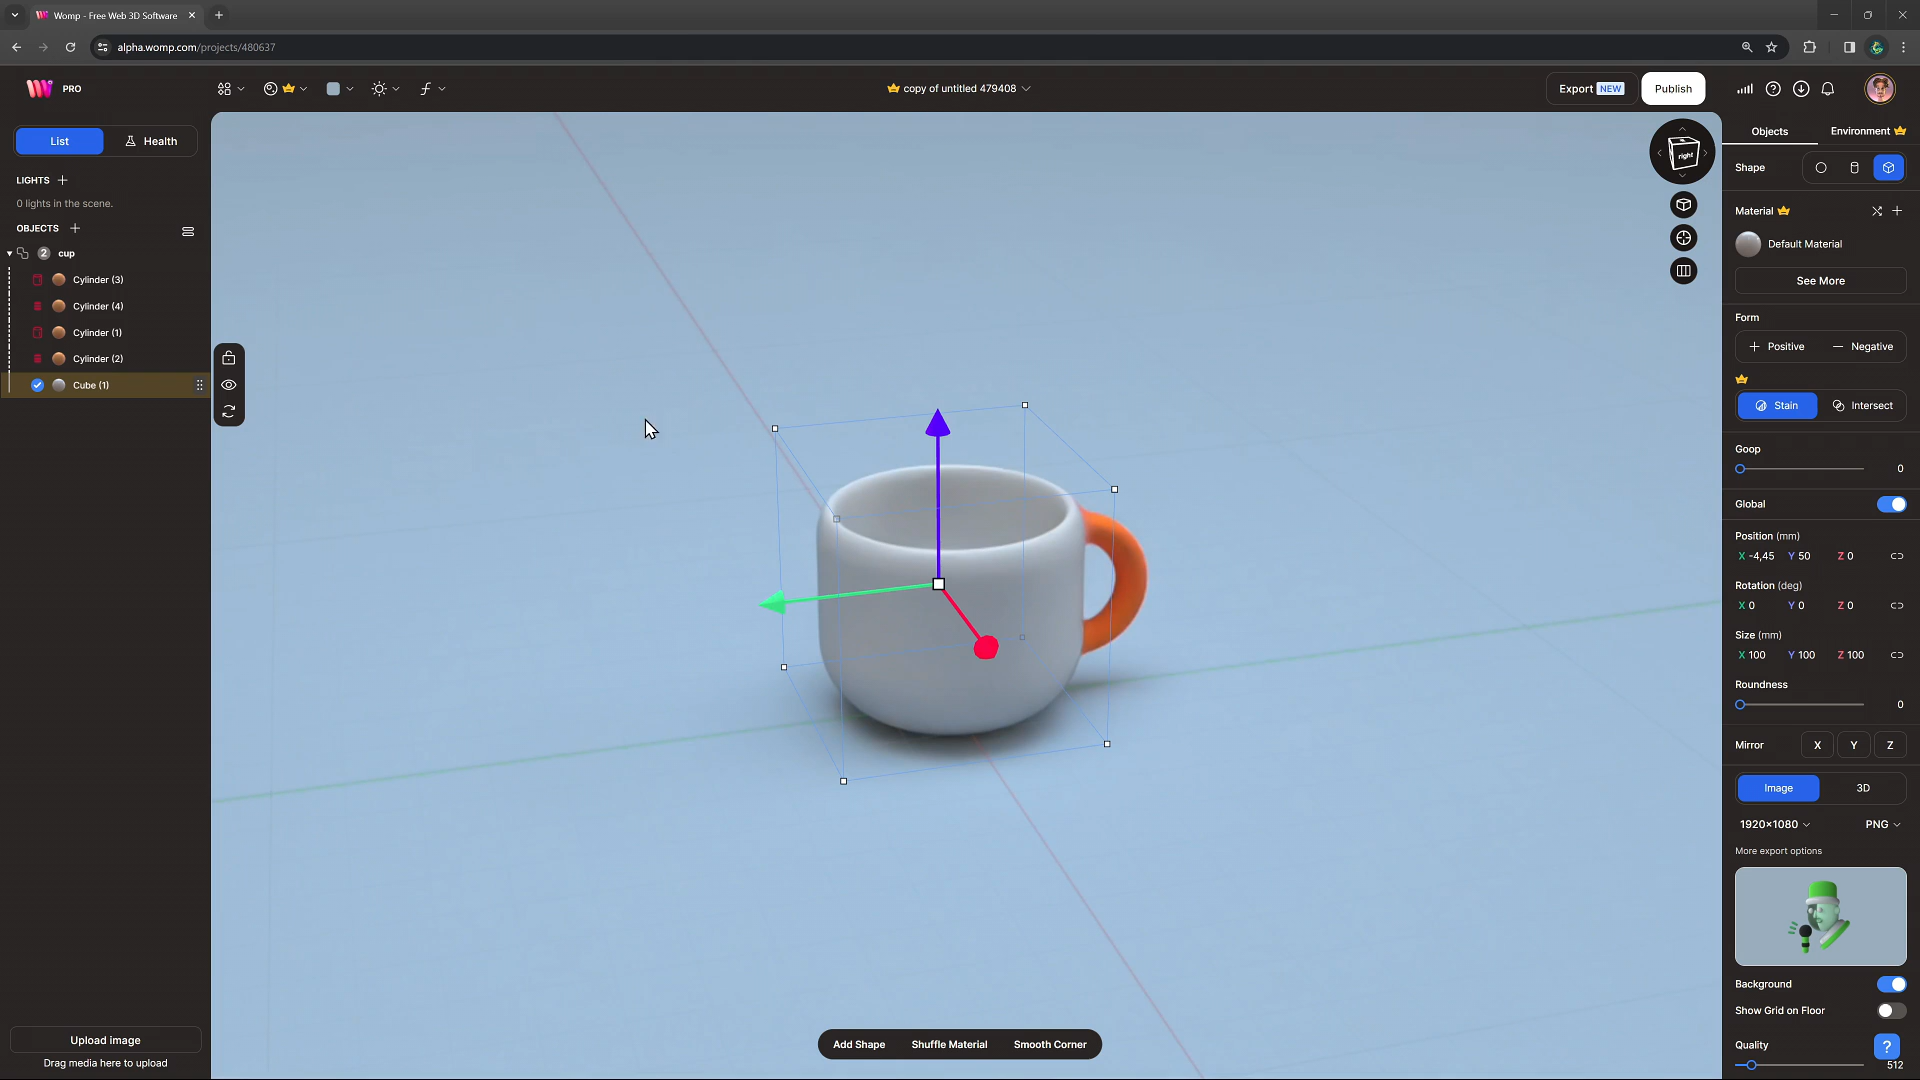 Womp - Free Web 3D Software
alpha.womp.com/projects/480637
PRO
copy of untitled 479408
Export NEW
Publish
List
Health
LIGHTS
0 lights in the scene.
OBJECTS
2 cup
Cylinder (3)
Cylinder (4)
Cylinder (1)
Cylinder (2)
Cube (1)
Upload image
Drag media here to upload
right
Add Shape
Shuffle Material
Smooth Corner
Objects
Environment
Shape
Material
Default Material
See More
Form
Positive
Negative
Stain
Intersect
Goop
0
Global
Position (mm)
X -4,45 Y 50 Z 0
Rotation (deg)
X 0 Y 0 Z 0
Size (mm)
X 100 Y 100 Z 100
Roundness
0
Mirror X Y Z
Image
3D
1920×1080
PNG
More export options
Background
Show Grid on Floor
Quality
?
512